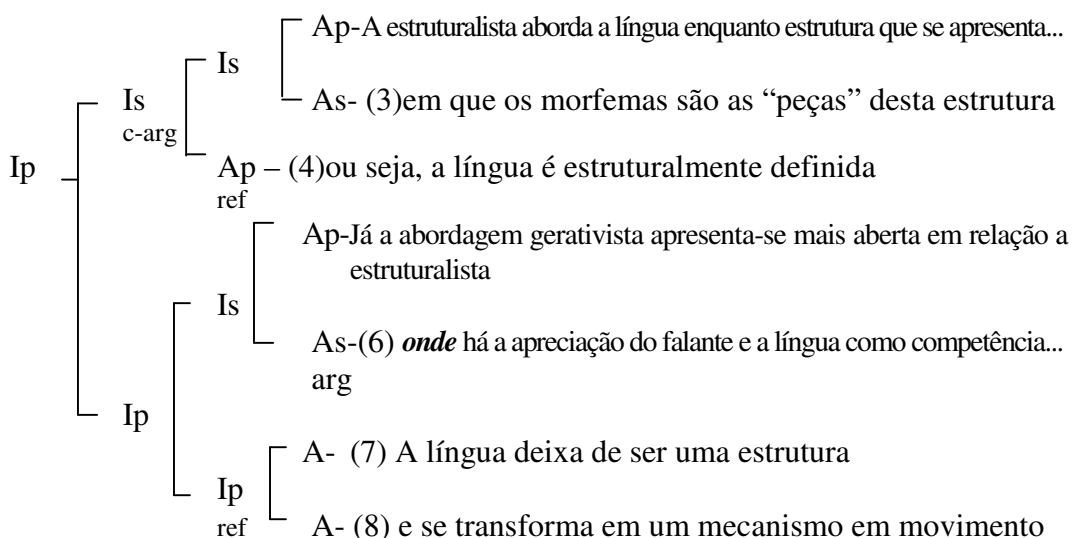 Ap-A estruturalista aborda a língua enquanto estrutura que se apresenta...
Is
As- (3)em que os morfemas são as “peças” desta estrutura
Is
c-arg
Ip
Ap – (4)ou seja, a língua é estruturalmente definida
ref
Ap-Já a abordagem gerativista apresenta-se mais aberta em relação a
estruturalista
Is
As-(6) onde há a apreciação do falante e a língua como competência...
arg
Ip
A- (7) A língua deixa de ser uma estrutura
Ip
ref
A- (8) e se transforma em um mecanismo em movimento